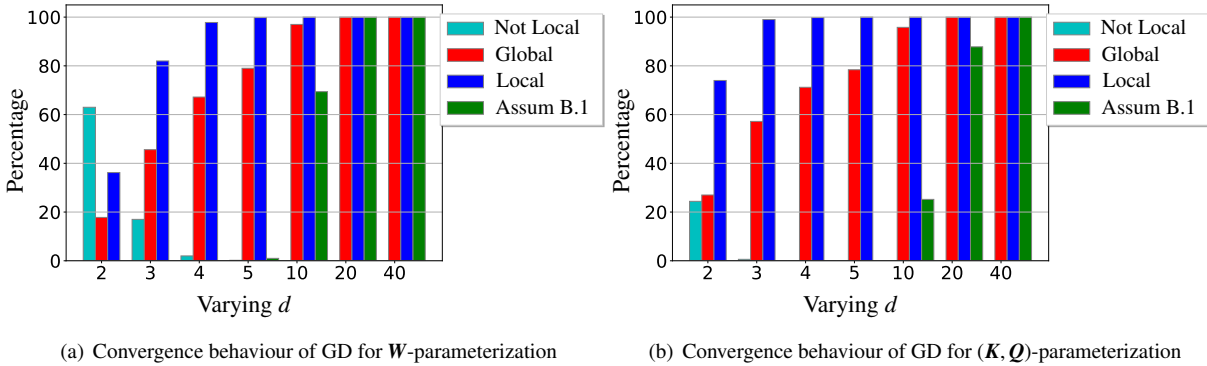 100
80
60
40
20
0
Percentage
2 3 4 5 10 20 40
Varying d
Not Local
Global
Local
Assum B.1
(a) Convergence behaviour of GD for W-parameterization
100
80
60
40
20
0
Percentage
2 3 4 5 10 20 40
Varying d
Not Local
Global
Local
Assum B.1
(b) Convergence behaviour of GD for (K, Q)-parameterization